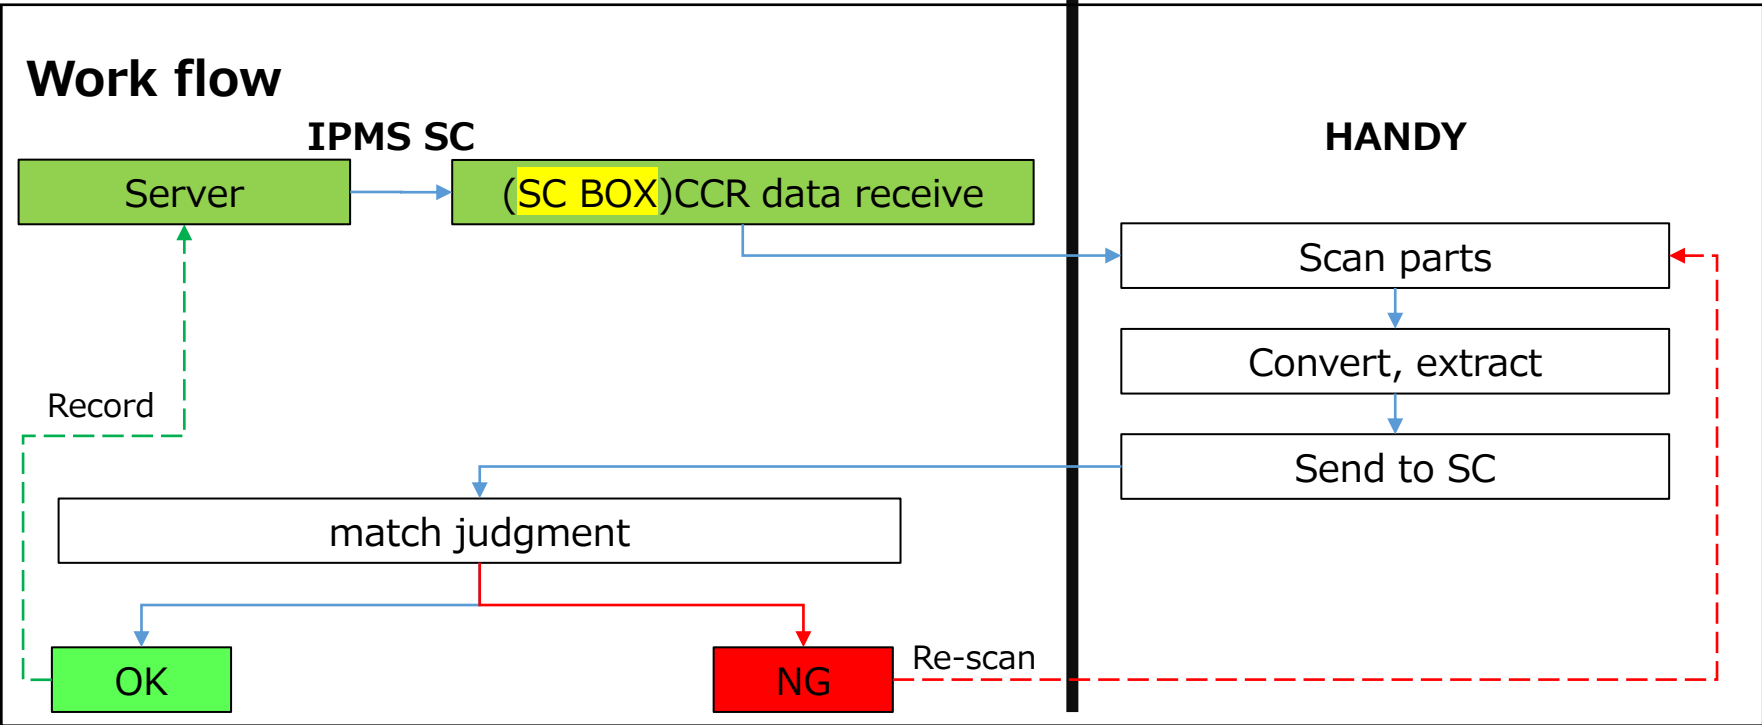 Work flow
IPMS SC
HANDY
Server
(SC BOX)CCR data receive
Scan parts
Convert, extract
Record
Send to SC
match judgment
OK
NG
Re-scan